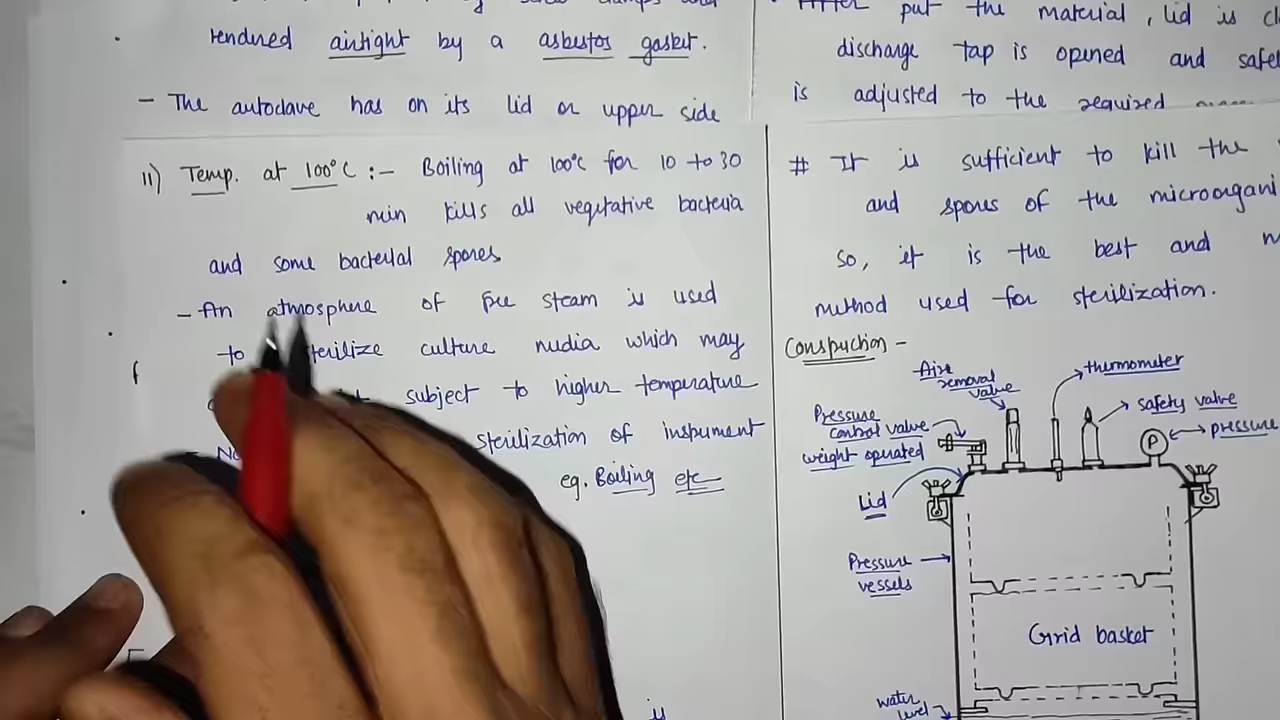 rendured airtight by a asbestos gasket.
- The autoclave has on its lid or upper side
ii) Temp. at 100°C :- Boiling at 100°C for 10 to 30
min kills all vegetative bacteria
and some bacterial spores
- An atmosphere of free steam is used
to sterilize culture media which may
subject to higher temperature
sterilization of instrument
eg. Boiling etc
put the material, lid is
discharge tap is opened and
is adjusted to the required
# It is sufficient to kill the
and spores of the
so, it is the best and
method used for sterilization.
Construction -
Aire removal valve
thermometer
safety valve
Pressure control valve weight operated
P
pressure
Lid
Pressure vessels
Grid basket
water level
is